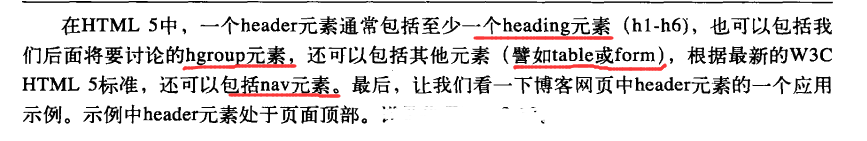 在HTML 5中，一个header元素通常包括至少一个heading元素（h1-h6)，也可以包括我
们后面将要讨论的hgroup元素，还可以包括其他元素（譬如table或form)，根据最新的W3C
HTML 5标准，还可以包括nav元素。最后，让我们看一下博客网页中header元素的一个应用
示例。示例中header元素处于页面顶部。